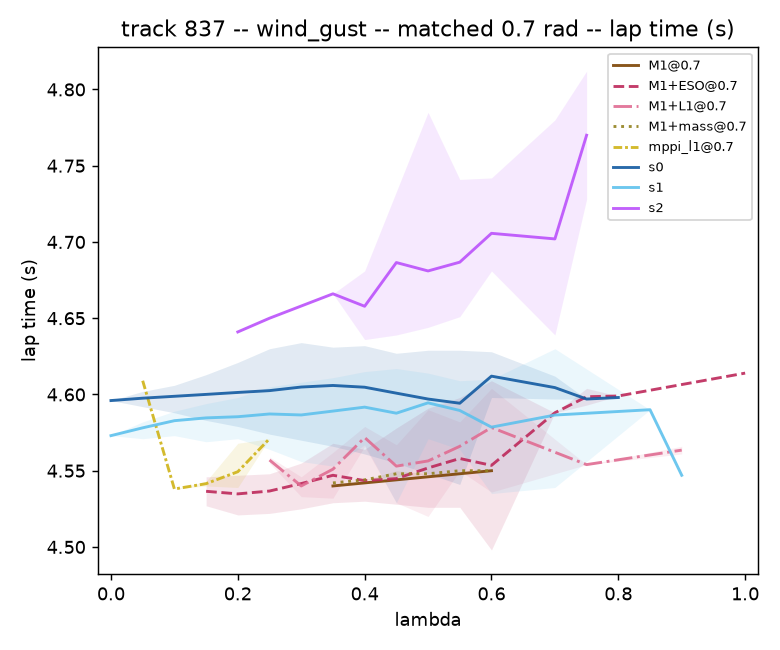 track 837 -- wind_gust -- matched 0.7 rad -- lap time (s)
lap time (s)
4.80
4.75
4.70
4.65
4.60
4.55
4.50
M1@0.7
M1+ESO@0.7
M1+L1@0.7
M1+mass@0.7
mppi_l1@0.7
s0
s1
s2
0.0 0.2 0.4 0.6 0.8 1.0
lambda